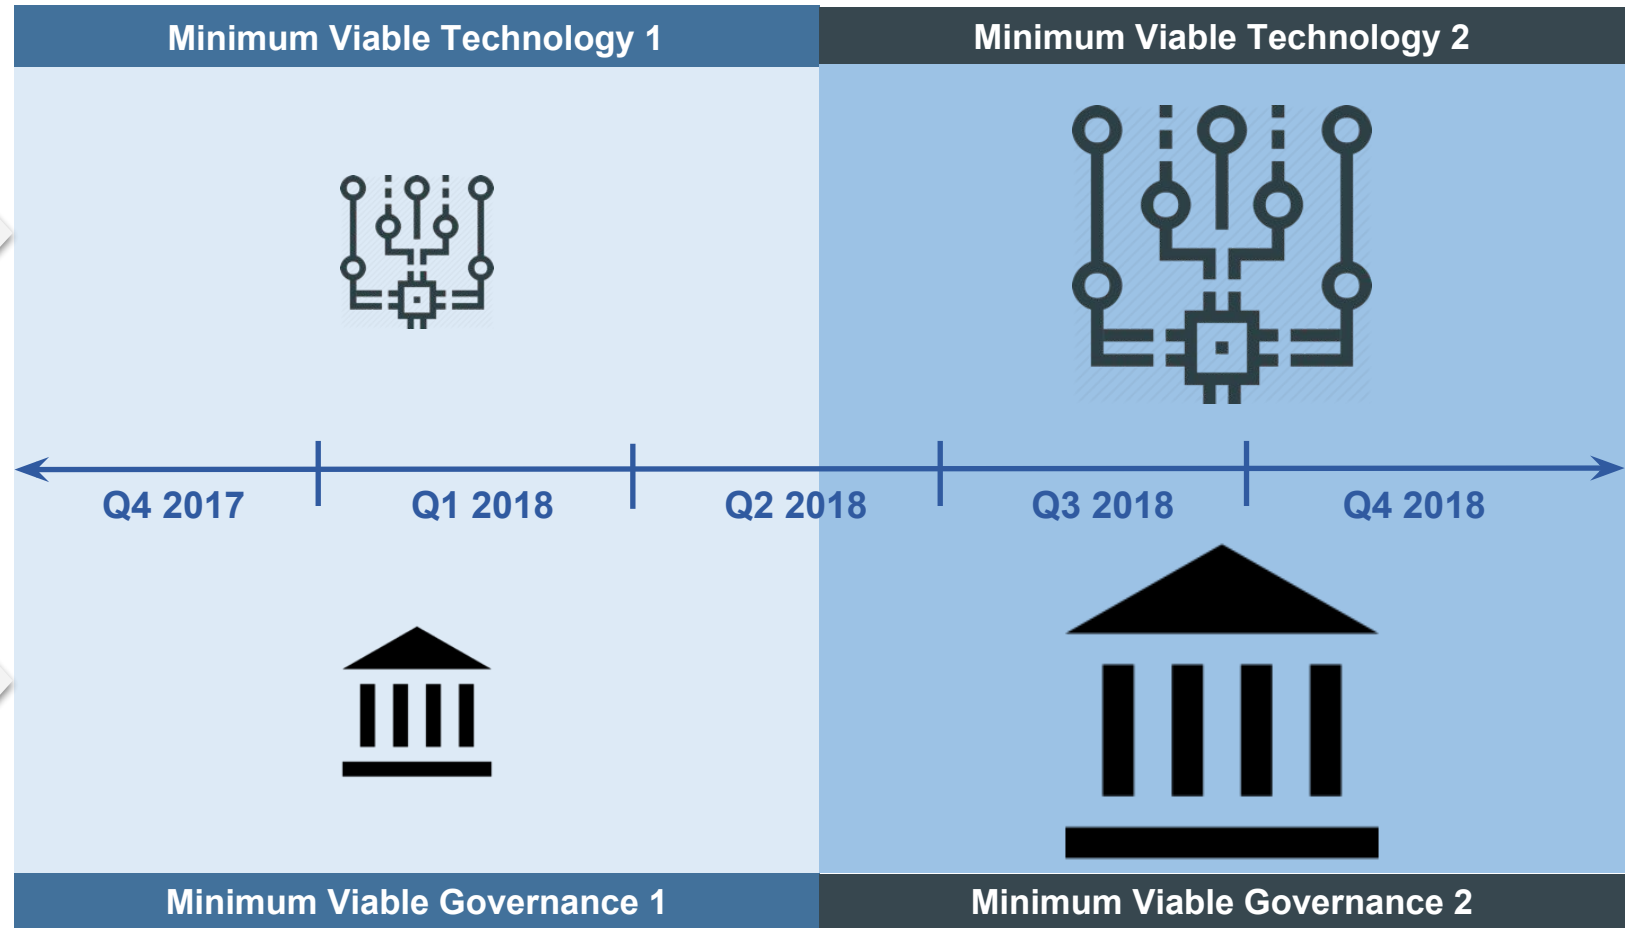 Minimum Viable Technology 1
Minimum Viable Technology 2
Q4 2017
Q1 2018
Q2 2018
Q3 2018
Q4 2018
Minimum Viable Governance 1
Minimum Viable Governance 2